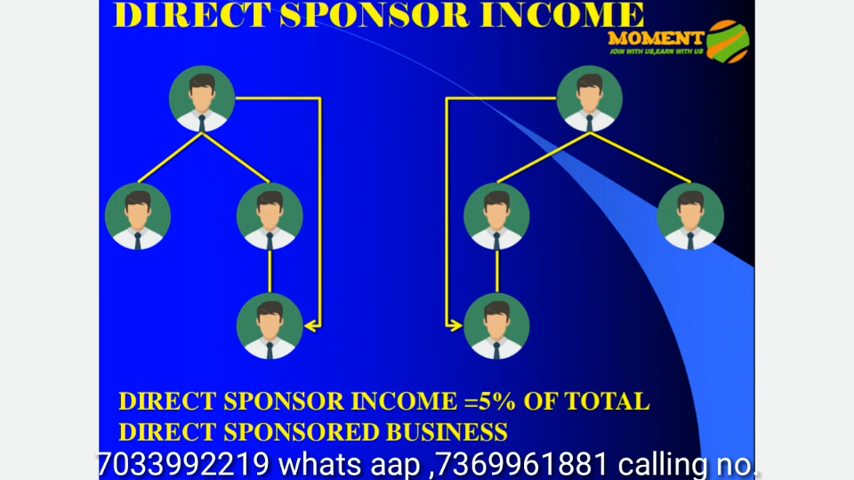 DIRECT SPONSOR INCOME
MOMENT
JOIN WITH US,EARN WITH US
DIRECT SPONSOR INCOME =5% OF TOTAL
DIRECT SPONSORED BUSINESS
7033992219 whats aap ,7369961881 calling no.